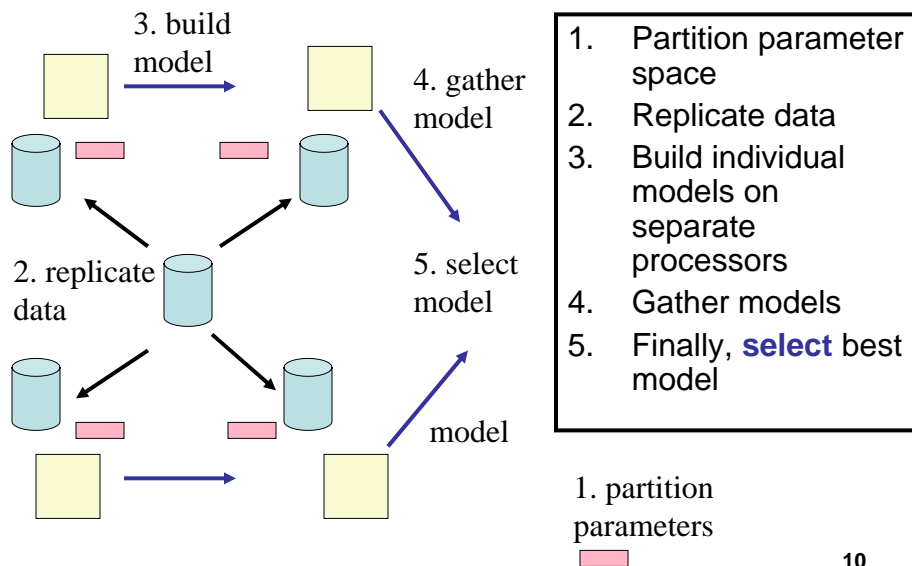 3. build
model
4. gather
model
2. replicate
data
5. select
model
model
1. Partition parameter
space
2. Replicate data
3. Build individual
models on
separate
processors
4. Gather models
5. Finally, select best
model
1. partition
parameters
10